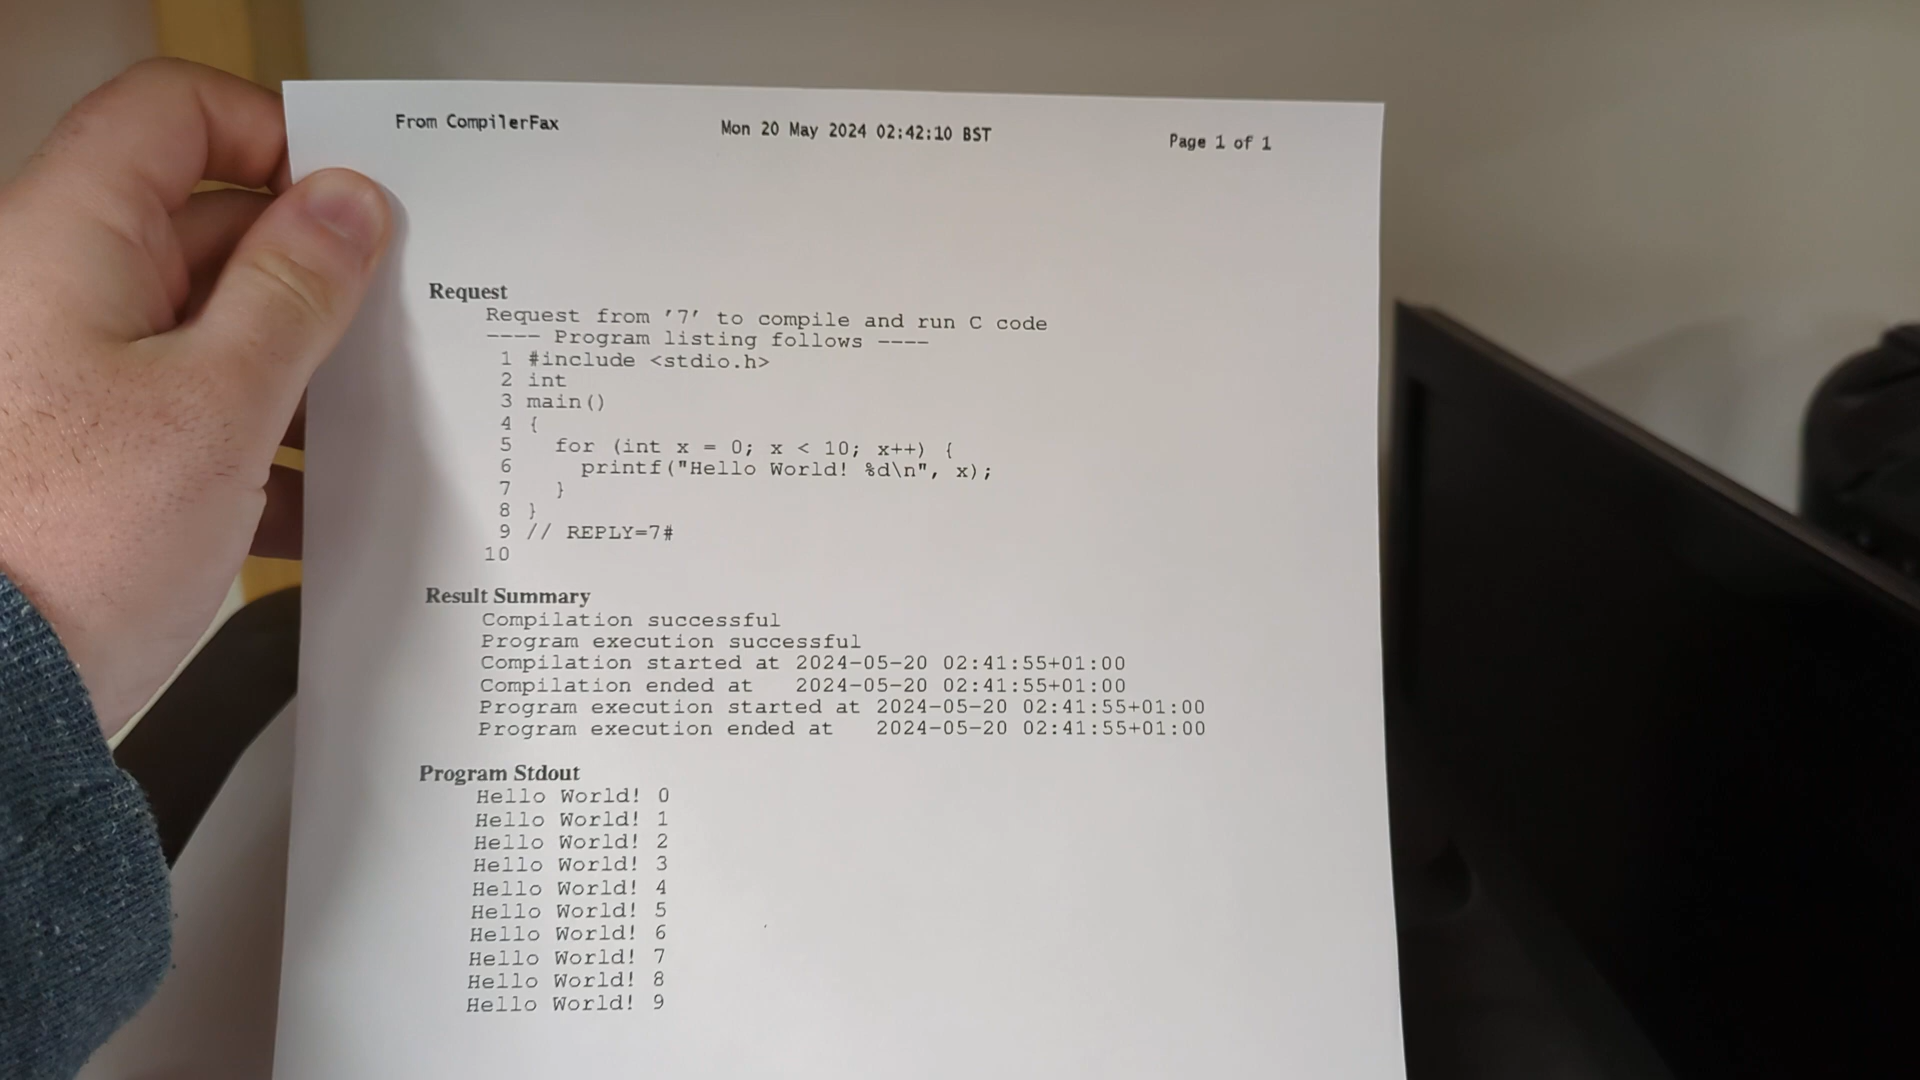 From CompilerFax Mon 20 May 2024 02:42:10 BST Page 1 of 1
Request
Request from '7' to compile and run C code
---- Program listing follows ----
1 #include <stdio.h>
2 int
3 main()
4 {
5   for (int x = 0; x < 10; x++) {
6     printf("Hello World! %d\n", x);
7   }
8 }
9 // REPLY=7#
10
Result Summary
Compilation successful
Program execution successful
Compilation started at 2024-05-20 02:41:55+01:00
Compilation ended at   2024-05-20 02:41:55+01:00
Program execution started at 2024-05-20 02:41:55+01:00
Program execution ended at   2024-05-20 02:41:55+01:00
Program Stdout
Hello World! 0
Hello World! 1
Hello World! 2
Hello World! 3
Hello World! 4
Hello World! 5
Hello World! 6
Hello World! 7
Hello World! 8
Hello World! 9